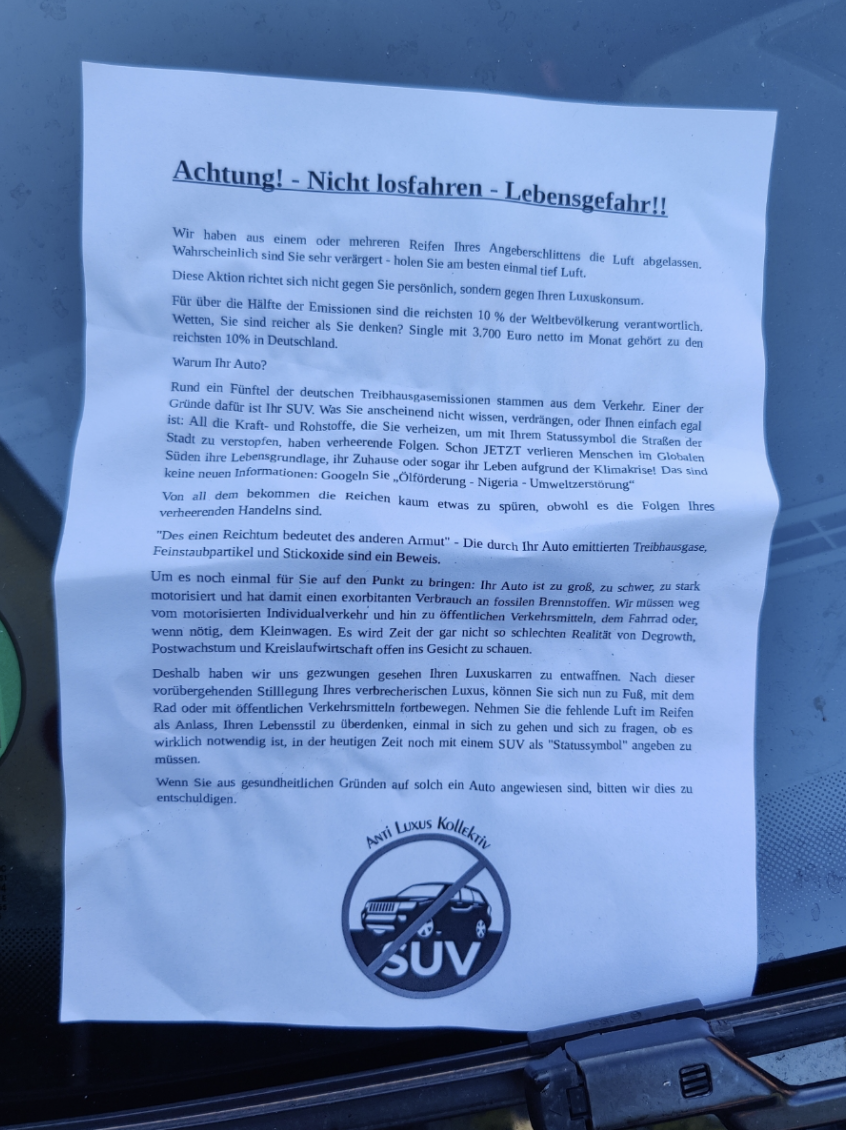 Achtung! - Nicht losfahren - Lebensgefahr!!
Wir haben aus einem oder mehreren Reifen Ihres Angeberschlittens die Luft abgelassen.
Wahrscheinlich sind Sie sehr verärgert - holen Sie am besten einmal tief Luft.
Diese Aktion richtet sich nicht gegen Sie persönlich, sondern gegen Ihren Luxuskonsum.
Für über die Hälfte der Emissionen sind die reichsten 10 % der Weltbevölkerung verantwortlich.
Wetten, Sie sind reicher als Sie denken? Single mit 3.700 Euro netto im Monat gehört zu den
reichsten 10% in Deutschland.
Warum Ihr Auto?
Rund ein Fünftel der deutschen Treibhausgasemissionen stammen aus dem Verkehr. Einer der
Gründe dafür ist Ihr SUV. Was Sie anscheinend nicht wissen, verdrängen, oder Ihnen einfach egal
ist: All die Kraft- und Rohstoffe, die Sie verheizen, um mit Ihrem Statussymbol die Straßen der
Stadt zu verstopfen, haben verheerende Folgen. Schon JETZT verlieren Menschen im Globalen
Süden ihre Lebensgrundlage, ihr Zuhause oder sogar ihr Leben aufgrund der Klimakrise! Das sind
keine neuen Informationen: Googeln Sie „Ölförderung - Nigeria - Umweltzerstörung“
Von all dem bekommen die Reichen kaum etwas zu spüren, obwohl es die Folgen Ihres
verheerenden Handelns sind.
"Des einen Reichtum bedeutet des anderen Armut" - Die durch Ihr Auto emittierten Treibhausgase,
Feinstaubpartikel und Stickoxide sind ein Beweis.
Um es noch einmal für Sie auf den Punkt zu bringen: Ihr Auto ist zu groß, zu schwer, zu stark
motorisiert und hat damit einen exorbitanten Verbrauch an fossilen Brennstoffen. Wir müssen weg
vom motorisierten Individualverkehr und hin zu öffentlichen Verkehrsmitteln, dem Fahrrad oder,
wenn nötig, dem Kleinwagen. Es wird Zeit der gar nicht so schlechten Realität von Degrowth,
Postwachstum und Kreislaufwirtschaft offen ins Gesicht zu schauen.
Deshalb haben wir uns gezwungen gesehen Ihren Luxuskarren zu entwaffnen. Nach dieser
vorübergehenden Stilllegung Ihres verbrecherischen Luxus, können Sie sich nun zu Fuß, mit dem
Rad oder mit öffentlichen Verkehrsmitteln fortbewegen. Nehmen Sie die fehlende Luft im Reifen
als Anlass, Ihren Lebensstil zu überdenken, einmal in sich zu gehen und sich zu fragen, ob es
wirklich notwendig ist, in der heutigen Zeit noch mit einem SUV als "Statussymbol" angeben zu
müssen.
Wenn Sie aus gesundheitlichen Gründen auf solch ein Auto angewiesen sind, bitten wir dies zu
entschuldigen.
Anti Luxus Kollektiv
SUV